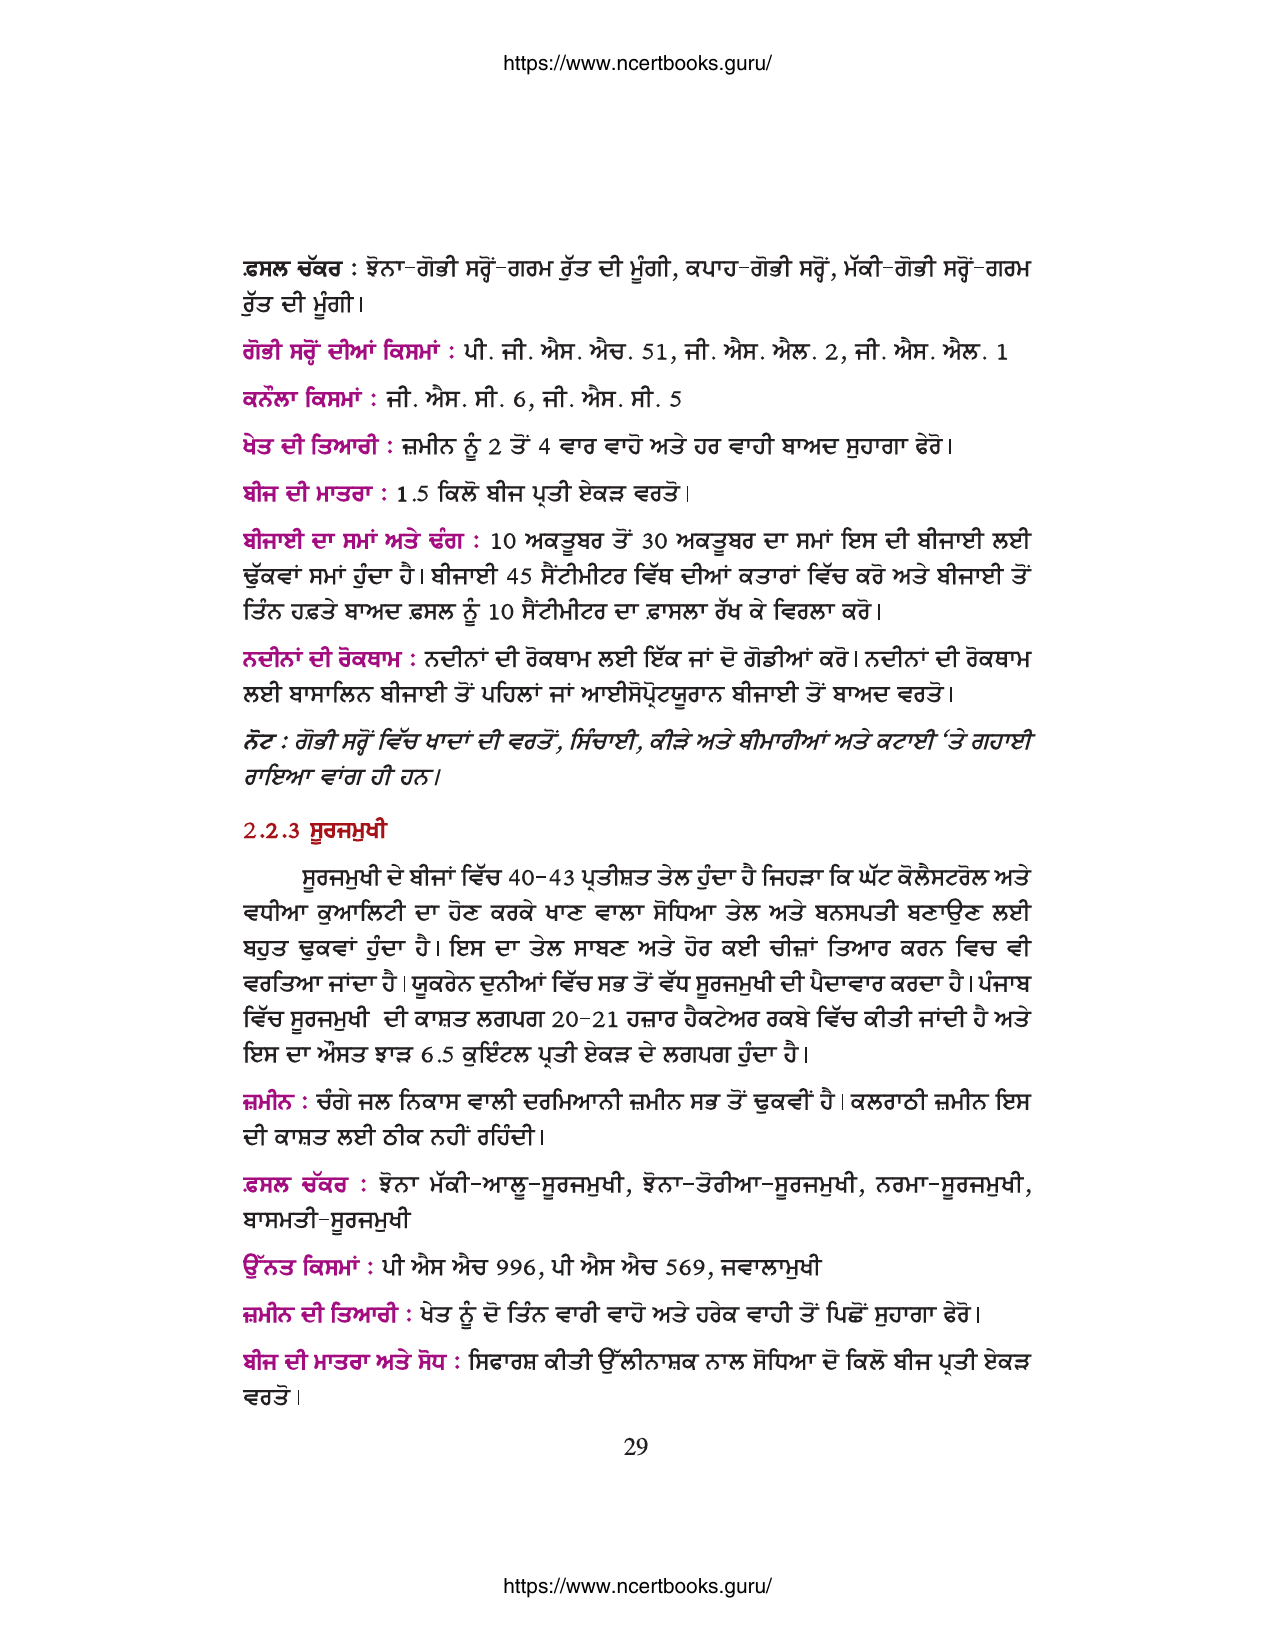 https://www.ncertbooks.guru/
ਫ਼ਸਲ ਚੱਕਰ : ਝੋਨਾ-ਗੋਭੀ ਸਰ੍ਹੋਂ-ਗਰਮ ਰੁੱਤ ਦੀ ਮੂੰਗੀ, ਕਪਾਹ-ਗੋਭੀ ਸਰ੍ਹੋਂ, ਮੱਕੀ-ਗੋਭੀ ਸਰ੍ਹੋਂ-ਗਰਮ
ਰੁੱਤ ਦੀ ਮੂੰਗੀ।
ਗੋਭੀ ਸਰ੍ਹੋਂ ਦੀਆਂ ਕਿਸਮਾਂ : ਪੀ. ਜੀ. ਐਸ. ਐਚ. 51, ਜੀ. ਐਸ. ਐਲ. 2, ਜੀ. ਐਸ. ਐਲ. 1
ਕਨੌਲਾ ਕਿਸਮਾਂ : ਜੀ. ਐਸ. ਸੀ. 6, ਜੀ. ਐਸ. ਸੀ. 5
ਖੇਤ ਦੀ ਤਿਆਰੀ : ਜ਼ਮੀਨ ਨੂੰ 2 ਤੋਂ 4 ਵਾਰ ਵਾਹੋ ਅਤੇ ਹਰ ਵਾਹੀ ਬਾਅਦ ਸੁਹਾਗਾ ਫੇਰੋ।
ਬੀਜ ਦੀ ਮਾਤਰਾ : 1.5 ਕਿਲੋ ਬੀਜ ਪ੍ਰਤੀ ਏਕੜ ਵਰਤੋ।
ਬੀਜਾਈ ਦਾ ਸਮਾਂ ਅਤੇ ਢੰਗ : 10 ਅਕਤੂਬਰ ਤੋਂ 30 ਅਕਤੂਬਰ ਦਾ ਸਮਾਂ ਇਸ ਦੀ ਬੀਜਾਈ ਲਈ
ਢੁੱਕਵਾਂ ਸਮਾਂ ਹੁੰਦਾ ਹੈ। ਬੀਜਾਈ 45 ਸੈਂਟੀਮੀਟਰ ਵਿੱਥ ਦੀਆਂ ਕਤਾਰਾਂ ਵਿੱਚ ਕਰੋ ਅਤੇ ਬੀਜਾਈ ਤੋਂ
ਤਿੰਨ ਹਫ਼ਤੇ ਬਾਅਦ ਫ਼ਸਲ ਨੂੰ 10 ਸੈਂਟੀਮੀਟਰ ਦਾ ਫ਼ਾਸਲਾ ਰੱਖ ਕੇ ਵਿਰਲਾ ਕਰੋ।
ਨਦੀਨਾਂ ਦੀ ਰੋਕਥਾਮ : ਨਦੀਨਾਂ ਦੀ ਰੋਕਥਾਮ ਲਈ ਇੱਕ ਜਾਂ ਦੋ ਗੋਡੀਆਂ ਕਰੋ। ਨਦੀਨਾਂ ਦੀ ਰੋਕਥਾਮ
ਲਈ ਬਾਸਾਲਿਨ ਬੀਜਾਈ ਤੋਂ ਪਹਿਲਾਂ ਜਾਂ ਆਈਸੋਪ੍ਰੋਟਯੂਰਾਨ ਬੀਜਾਈ ਤੋਂ ਬਾਅਦ ਵਰਤੋ।
ਨੋਟ : ਗੋਭੀ ਸਰ੍ਹੋਂ ਵਿੱਚ ਖਾਦਾਂ ਦੀ ਵਰਤੋਂ, ਸਿੰਚਾਈ, ਕੀੜੇ ਅਤੇ ਬੀਮਾਰੀਆਂ ਅਤੇ ਕਟਾਈ ‘ਤੇ ਗਹਾਈ
ਰਾਇਆ ਵਾਂਗ ਹੀ ਹਨ।
2.2.3 ਸੂਰਜਮੁਖੀ
ਸੂਰਜਮੁਖੀ ਦੇ ਬੀਜਾਂ ਵਿੱਚ 40-43 ਪ੍ਰਤੀਸ਼ਤ ਤੇਲ ਹੁੰਦਾ ਹੈ ਜਿਹੜਾ ਕਿ ਘੱਟ ਕੋਲੈਸਟਰੋਲ ਅਤੇ
ਵਧੀਆ ਕੁਆਲਿਟੀ ਦਾ ਹੋਣ ਕਰਕੇ ਖਾਣ ਵਾਲਾ ਸੋਧਿਆ ਤੇਲ ਅਤੇ ਬਨਸਪਤੀ ਬਣਾਉਣ ਲਈ
ਬਹੁਤ ਢੁਕਵਾਂ ਹੁੰਦਾ ਹੈ। ਇਸ ਦਾ ਤੇਲ ਸਾਬਣ ਅਤੇ ਹੋਰ ਕਈ ਚੀਜ਼ਾਂ ਤਿਆਰ ਕਰਨ ਵਿਚ ਵੀ
ਵਰਤਿਆ ਜਾਂਦਾ ਹੈ। ਯੂਕਰੇਨ ਦੁਨੀਆਂ ਵਿੱਚ ਸਭ ਤੋਂ ਵੱਧ ਸੂਰਜਮੁਖੀ ਦੀ ਪੈਦਾਵਾਰ ਕਰਦਾ ਹੈ। ਪੰਜਾਬ
ਵਿੱਚ ਸੂਰਜਮੁਖੀ ਦੀ ਕਾਸ਼ਤ ਲਗਪਗ 20-21 ਹਜ਼ਾਰ ਹੈਕਟੇਅਰ ਰਕਬੇ ਵਿੱਚ ਕੀਤੀ ਜਾਂਦੀ ਹੈ ਅਤੇ
ਇਸ ਦਾ ਔਸਤ ਝਾੜ 6.5 ਕੁਇੰਟਲ ਪ੍ਰਤੀ ਏਕੜ ਦੇ ਲਗਪਗ ਹੁੰਦਾ ਹੈ।
ਜ਼ਮੀਨ : ਚੰਗੇ ਜਲ ਨਿਕਾਸ ਵਾਲੀ ਦਰਮਿਆਨੀ ਜ਼ਮੀਨ ਸਭ ਤੋਂ ਢੁਕਵੀਂ ਹੈ। ਕਲਰਾਠੀ ਜ਼ਮੀਨ ਇਸ
ਦੀ ਕਾਸ਼ਤ ਲਈ ਠੀਕ ਨਹੀਂ ਰਹਿੰਦੀ।
ਫ਼ਸਲ ਚੱਕਰ : ਝੋਨਾ ਮੱਕੀ-ਆਲੂ-ਸੂਰਜਮੁਖੀ, ਝੋਨਾ-ਤੋਰੀਆ-ਸੂਰਜਮੁਖੀ, ਨਰਮਾ-ਸੂਰਜਮੁਖੀ,
ਬਾਸਮਤੀ-ਸੂਰਜਮੁਖੀ
ਉੱਨਤ ਕਿਸਮਾਂ : ਪੀ ਐਸ ਐਚ 996, ਪੀ ਐਸ ਐਚ 569, ਜਵਾਲਾਮੁਖੀ
ਜ਼ਮੀਨ ਦੀ ਤਿਆਰੀ : ਖੇਤ ਨੂੰ ਦੋ ਤਿੰਨ ਵਾਰੀ ਵਾਹੋ ਅਤੇ ਹਰੇਕ ਵਾਹੀ ਤੋਂ ਪਿਛੋਂ ਸੁਹਾਗਾ ਫੇਰੋ।
ਬੀਜ ਦੀ ਮਾਤਰਾ ਅਤੇ ਸੋਧ : ਸਿਫਾਰਸ਼ ਕੀਤੀ ਉੱਲੀਨਾਸ਼ਕ ਨਾਲ ਸੋਧਿਆ ਦੋ ਕਿਲੋ ਬੀਜ ਪ੍ਰਤੀ ਏਕੜ
ਵਰਤੋ।
29
https://www.ncertbooks.guru/